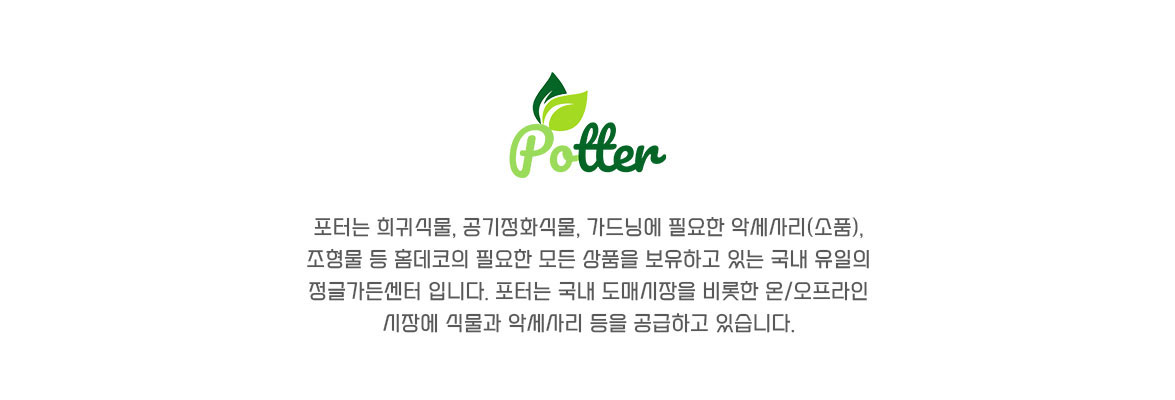 Potter
포터는 희귀식물, 공기정화식물, 가드닝에 필요한 악세사리(소품),
조형물 등 홈데코의 필요한 모든 상품을 보유하고 있는 국내 유일의
정글가든센터 입니다. 포터는 국내 도매시장을 비롯한 온/오프라인
시장에 식물과 악세사리 등을 공급하고 있습니다.